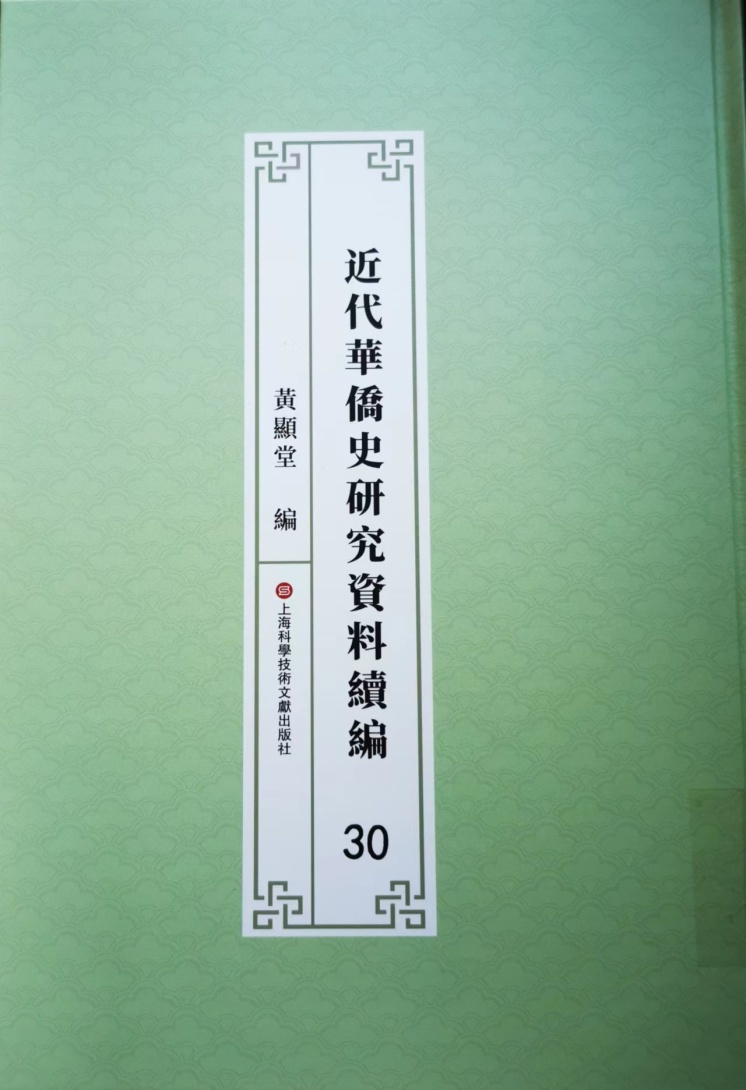 近代華僑史研究資料續編 30
黃顯堂 編
上海科學技術文獻出版社